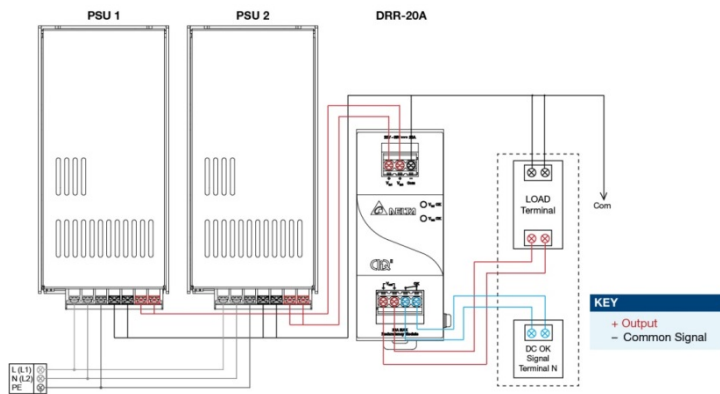 PSU 1
PSU 2
DRR-20A
DELTA
LOAD
Terminal
Com
DC OK
Signal
Terminal N
KEY
+ Output
– Common Signal
L (L1)
N (L2)
PE